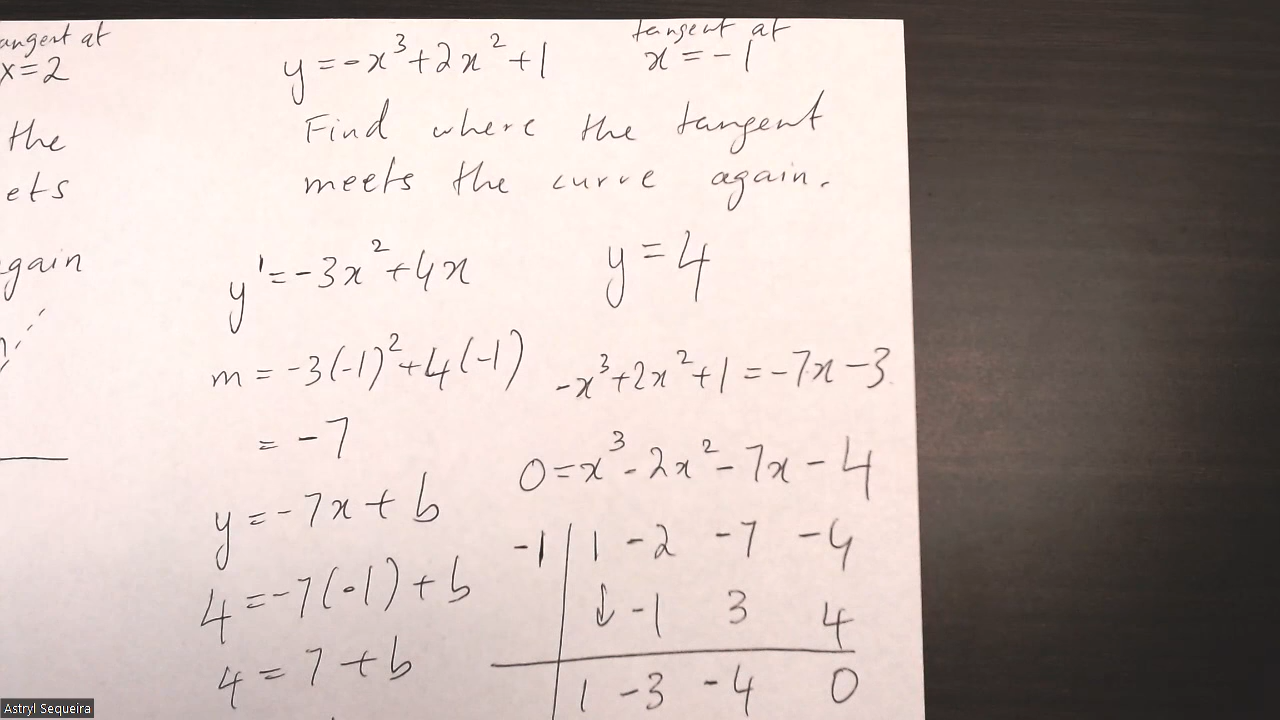 angent at
x=2
the
ets
gain
y=-x³+2x²+1
tangent at
x=-1
Find where the tangent
meets the curve again.
y'=-3x²+4x
m=-3(-1)²+4(-1)
=-7
y=-7x+b
4=-7(-1)+b
4=7+b
y=4
-x³+2x²+1=-7x-3
0=x³-2x²-7x-4
-1 | 1 -2 -7 -4
↓ -1 3 4
1 -3 -4 0
Astryl Sequeira